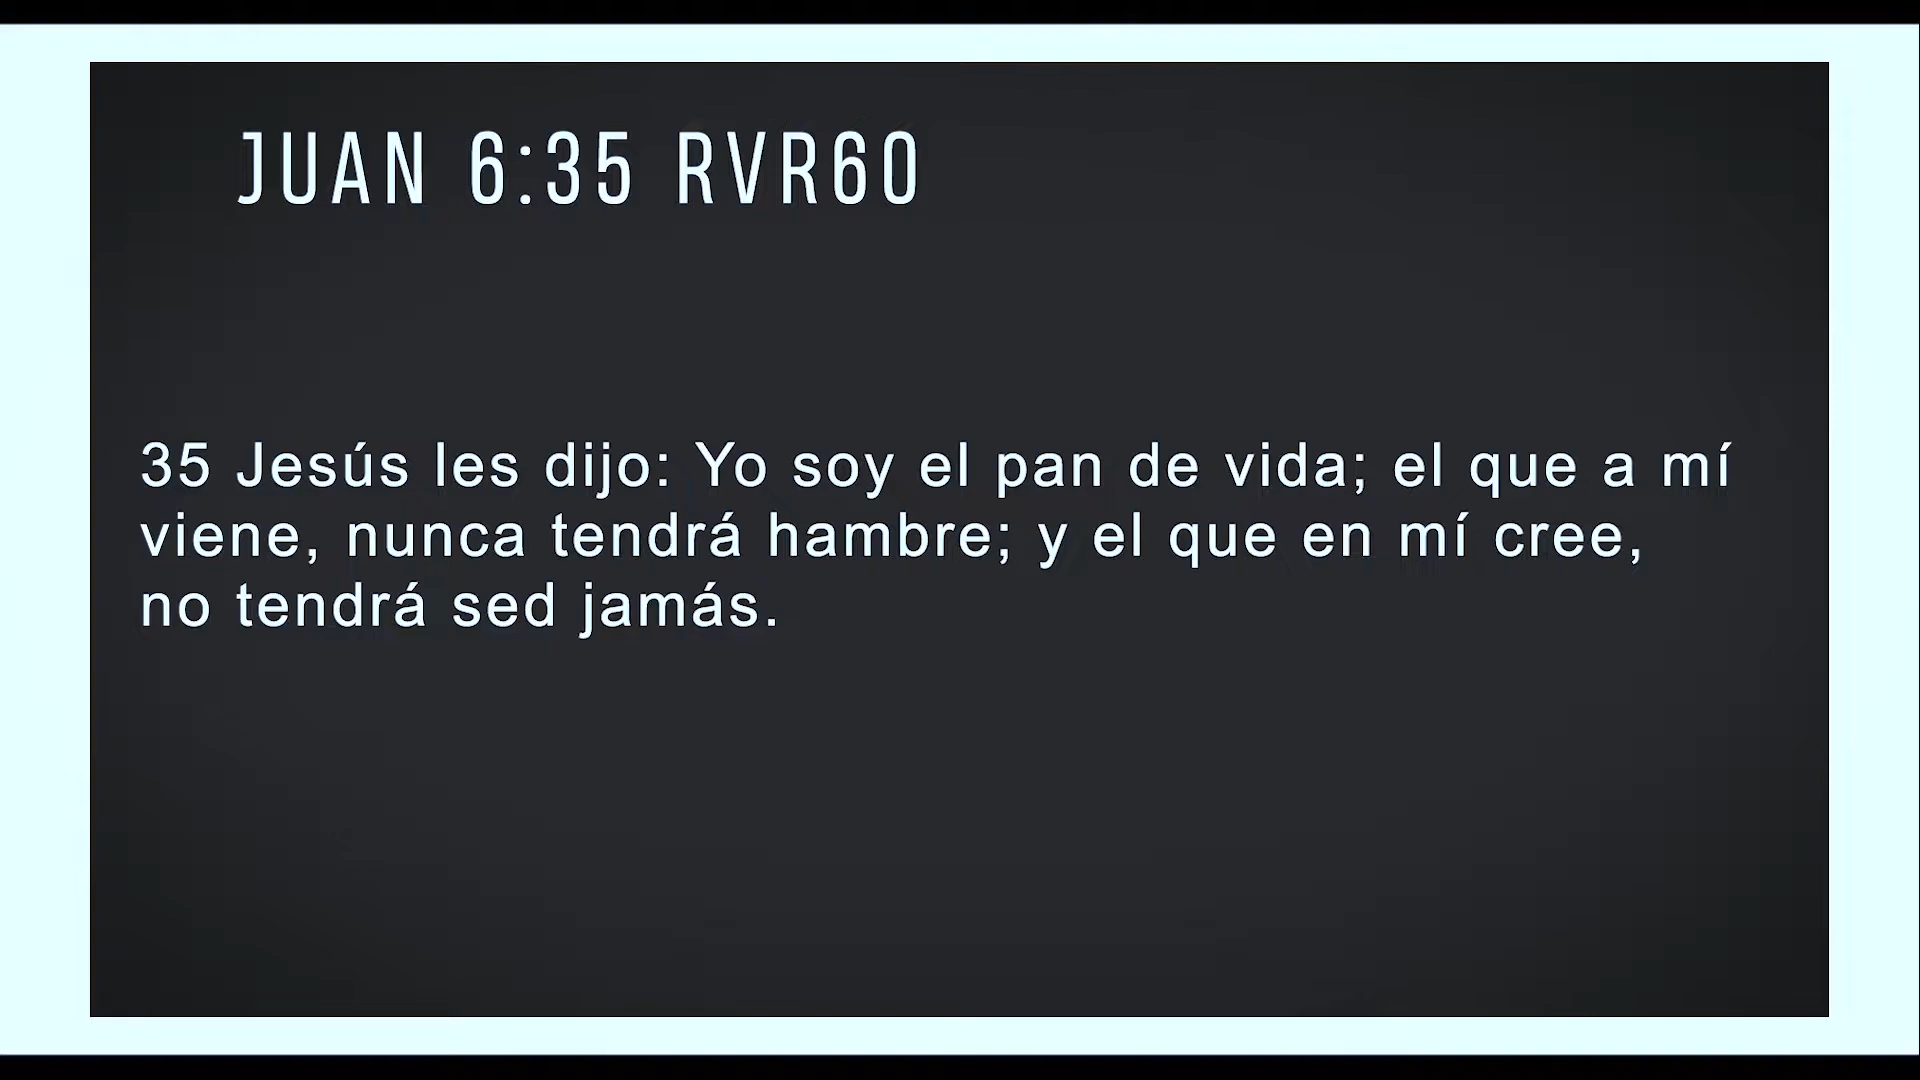 JUAN 6:35 RVR60
35 Jesús les dijo: Yo soy el pan de vida; el que a mí
viene, nunca tendrá hambre; y el que en mí cree,
no tendrá sed jamás.